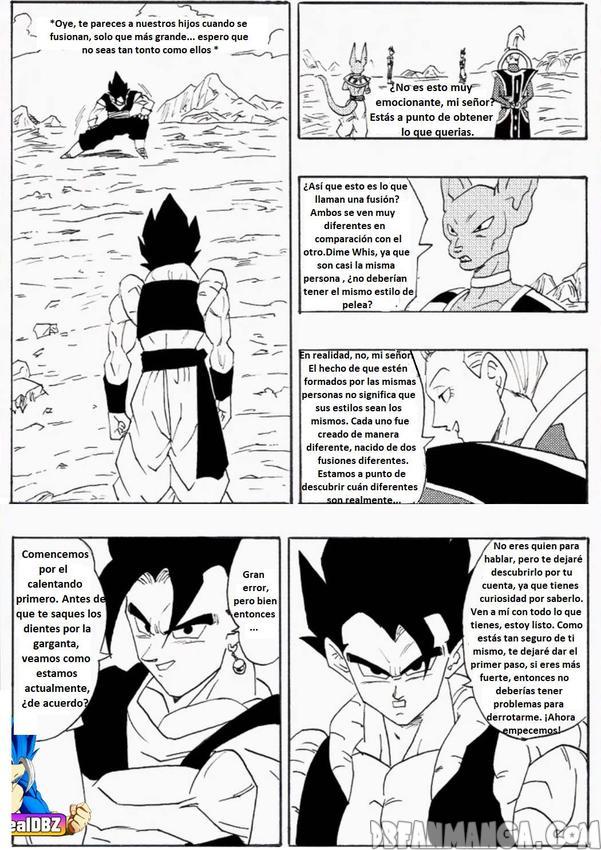 *Oye, te pareces a nuestros hijos cuando se
fusionan, solo que más grande... espero que
no seas tan tonto como ellos *
¿No es esto muy
emocionante, mi señor?
Estás a punto de obtener
lo que querias.
¿Así que esto es lo que
llaman una fusión?
Ambos se ven muy
diferentes en
comparación con el
otro.Dime Whis, ya que
son casi la misma
persona , ¿no deberían
tener el mismo estilo de
pelea?
En realidad, no, mi señor.
El hecho de que estén
formados por las mismas
personas no significa que
sus estilos sean los
mismos. Cada uno fue
creado de manera
diferente, nacido de dos
fusiones diferentes.
Estamos a punto de
descubrir cuán diferentes
son realmente...
Comencemos
por el
calentando
primero. Antes de
que te saques los
dientes por la
garganta,
veamos como
estamos
actualmente,
¿de acuerdo?
Gran
error,
pero bien
entonces
...
No eres quien para
hablar, pero te dejaré
descubrirlo por tu
cuenta, ya que tienes
curiosidad por saberlo.
Ven a mí con todo lo que
tienes, estoy listo. Como
estás tan seguro de ti
mismo, te dejaré dar el
primer paso, si eres más
fuerte, entonces no
deberías tener
problemas para
derrotarme. ¡Ahora
empecemos!
ealDBZ
DBFANMANGA.COM